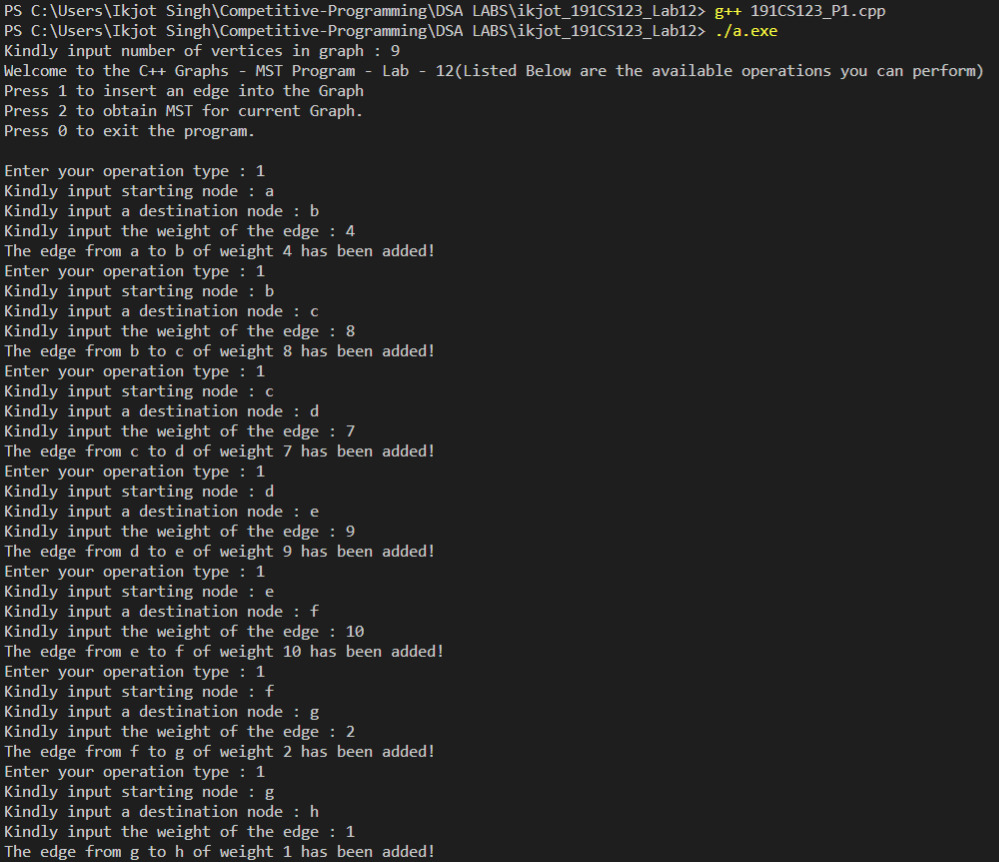 PS C:\Users\Ikjot Singh\Competitive-Programming\DSA LABS\ikjot_191CS123_Lab12> g++ 191CS123_P1.cpp
PS C:\Users\Ikjot Singh\Competitive-Programming\DSA LABS\ikjot_191CS123_Lab12> ./a.exe
Kindly input number of vertices in graph : 9
Welcome to the C++ Graphs - MST Program - Lab - 12(Listed Below are the available operations you can perform)
Press 1 to insert an edge into the Graph
Press 2 to obtain MST for current Graph.
Press 0 to exit the program.

Enter your operation type : 1
Kindly input starting node : a
Kindly input a destination node : b
Kindly input the weight of the edge : 4
The edge from a to b of weight 4 has been added!
Enter your operation type : 1
Kindly input starting node : b
Kindly input a destination node : c
Kindly input the weight of the edge : 8
The edge from b to c of weight 8 has been added!
Enter your operation type : 1
Kindly input starting node : c
Kindly input a destination node : d
Kindly input the weight of the edge : 7
The edge from c to d of weight 7 has been added!
Enter your operation type : 1
Kindly input starting node : d
Kindly input a destination node : e
Kindly input the weight of the edge : 9
The edge from d to e of weight 9 has been added!
Enter your operation type : 1
Kindly input starting node : e
Kindly input a destination node : f
Kindly input the weight of the edge : 10
The edge from e to f of weight 10 has been added!
Enter your operation type : 1
Kindly input starting node : f
Kindly input a destination node : g
Kindly input the weight of the edge : 2
The edge from f to g of weight 2 has been added!
Enter your operation type : 1
Kindly input starting node : g
Kindly input a destination node : h
Kindly input the weight of the edge : 1
The edge from g to h of weight 1 has been added!